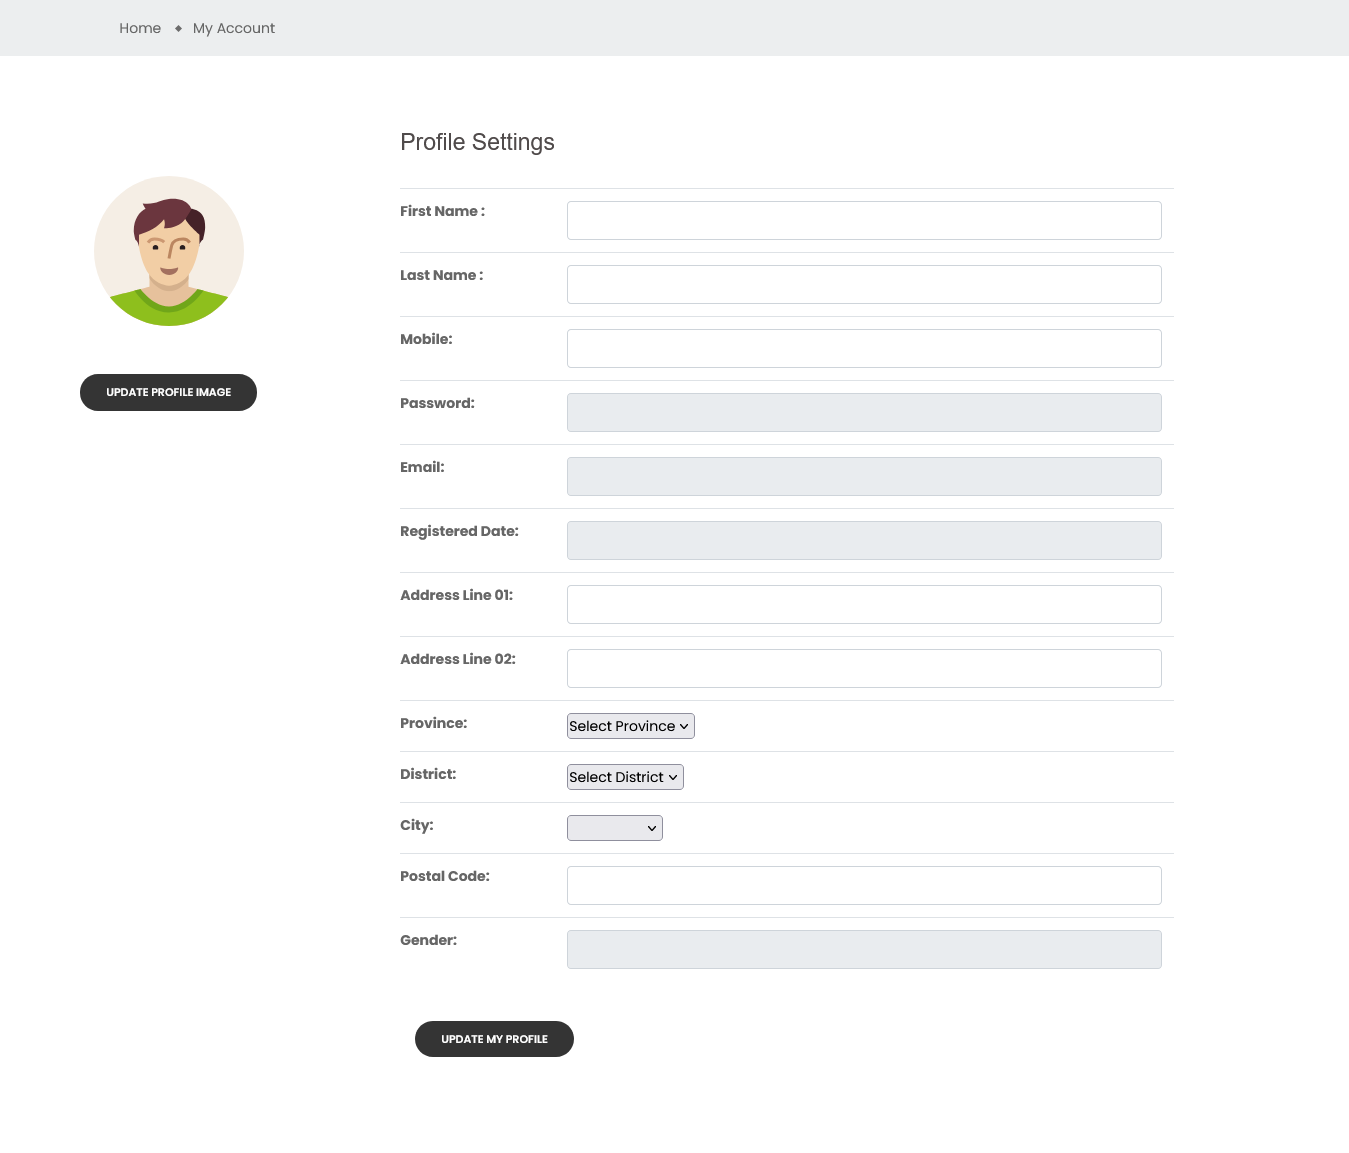 Home ◆ My Account
Profile Settings
First Name :
Last Name :
Mobile:
UPDATE PROFILE IMAGE
Password:
Email:
Registered Date:
Address Line 01:
Address Line 02:
Province: Select Province
District: Select District
City:
Postal Code:
Gender:
UPDATE MY PROFILE